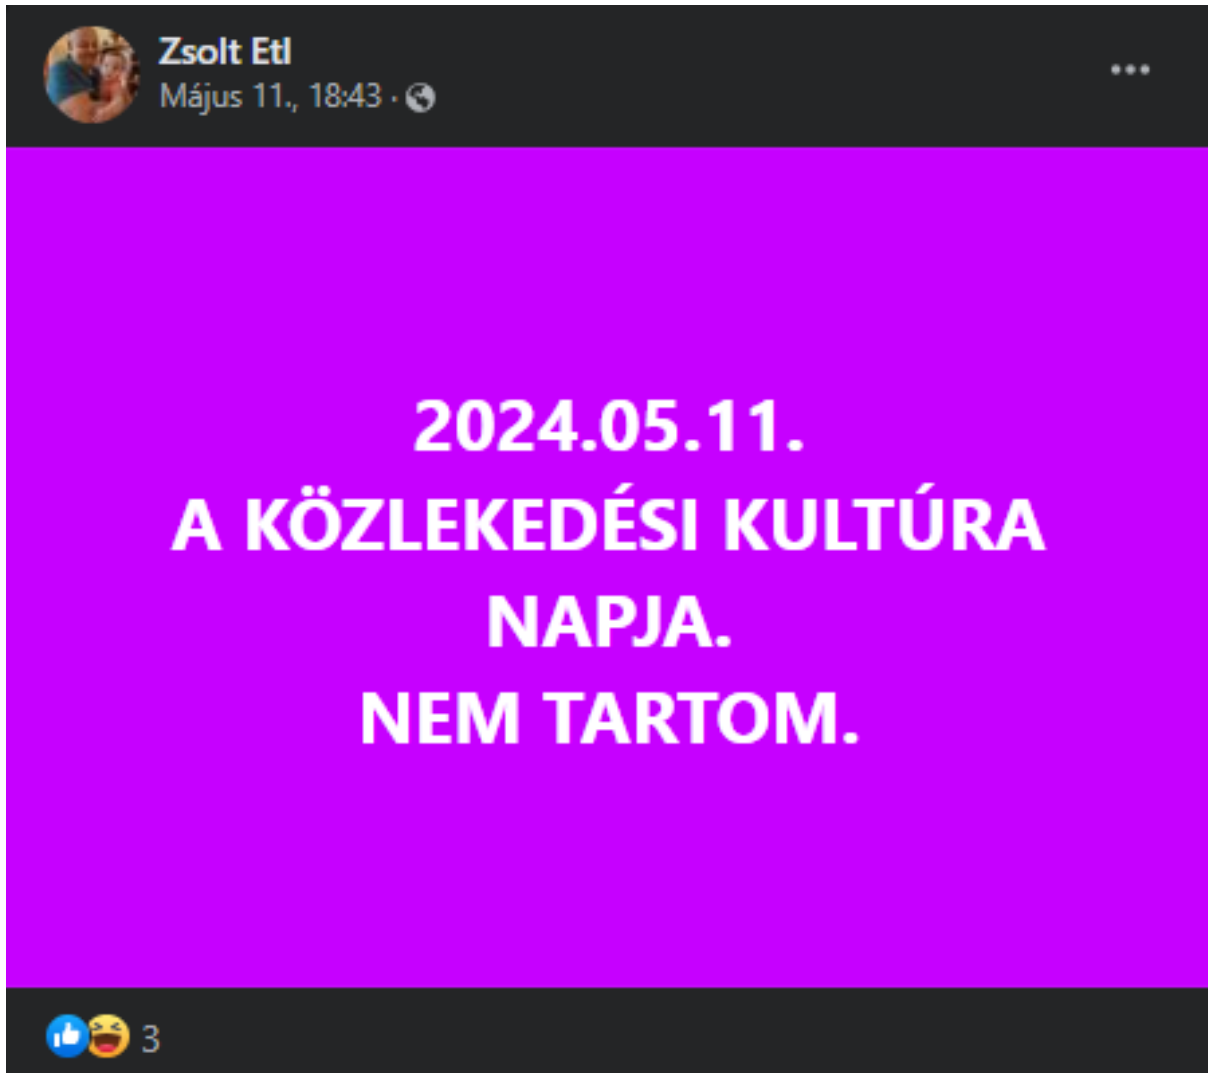 Zsolt Etl
Május 11., 18:43 ·
2024.05.11.
A KÖZLEKEDÉSI KULTÚRA
NAPJA.
NEM TARTOM.
3